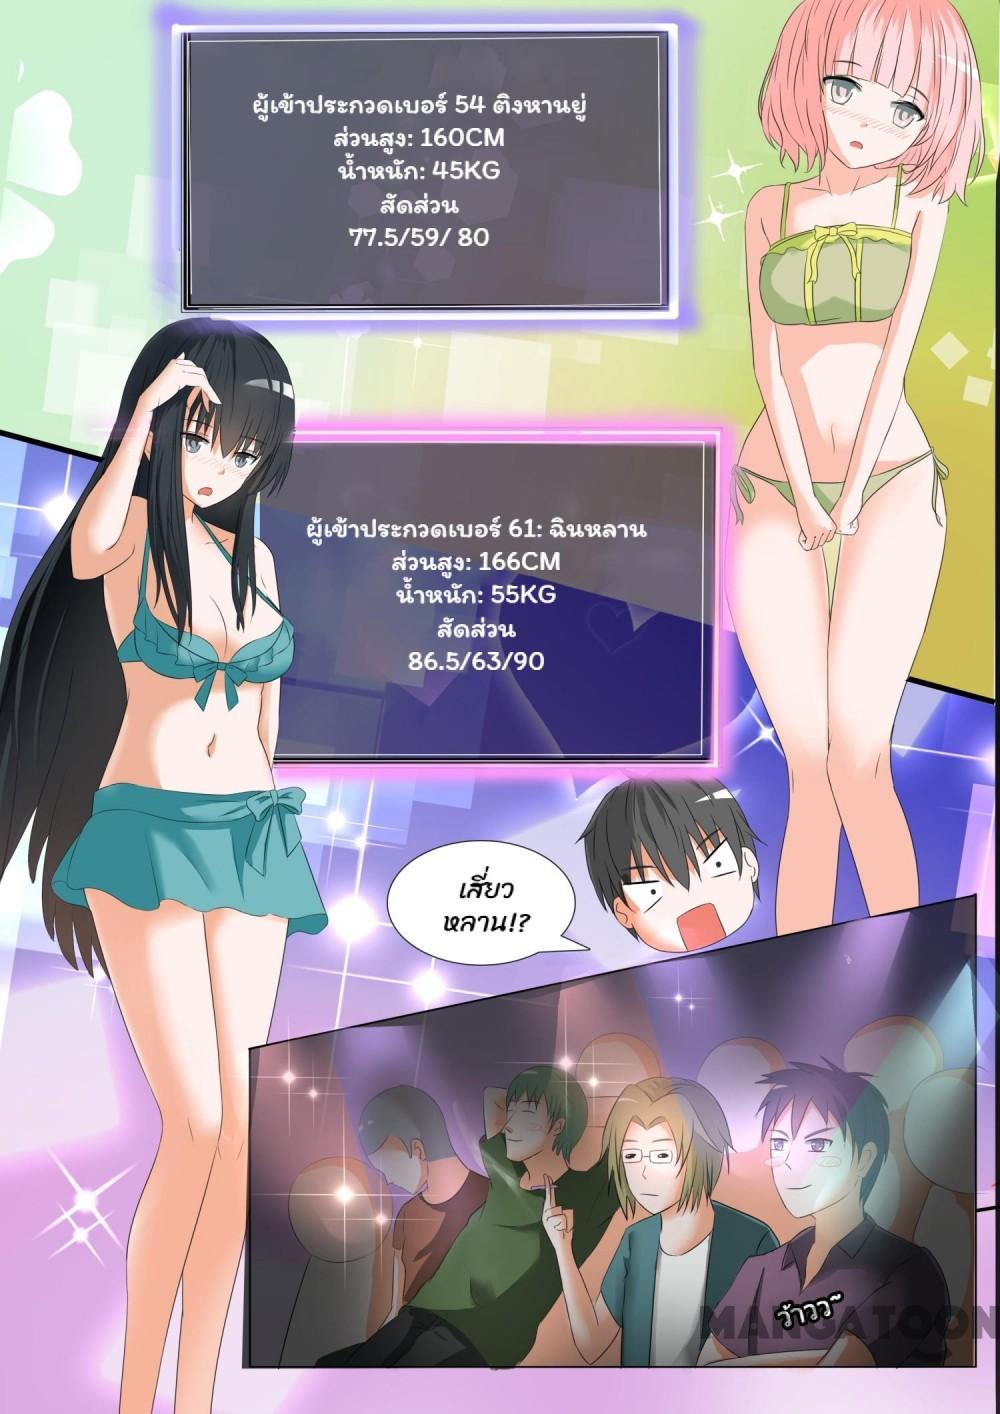 ผู้เข้าประกวดเบอร์ 54 ติงหานยู่
ส่วนสูง: 160CM
น้ำหนัก: 45KG
สัดส่วน
77.5/59/ 80
ผู้เข้าประกวดเบอร์ 61: ฉินหลาน
ส่วนสูง: 166CM
น้ำหนัก: 55KG
สัดส่วน
86.5/63/90
เสี่ยว
หลาน!?
ว้าวว~
MANGATOON